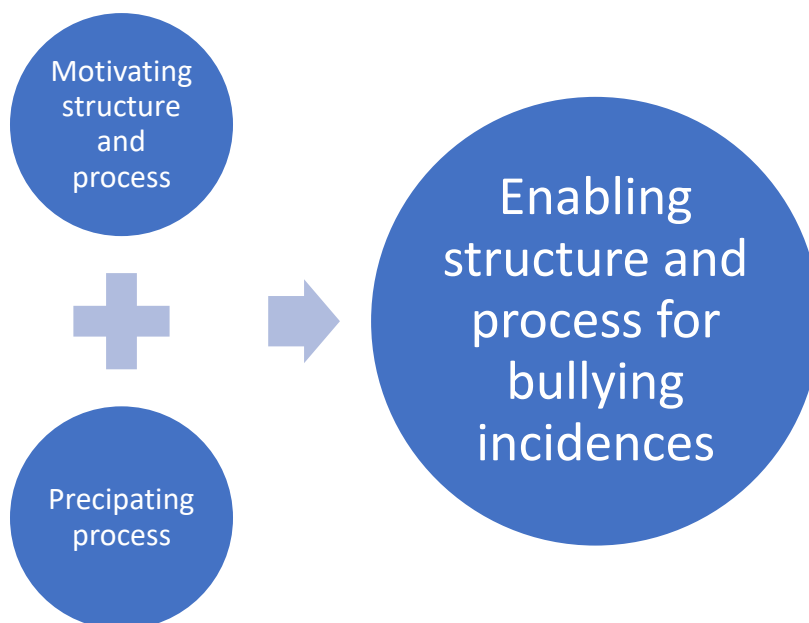 Motivating
structure
and
process
Precipating
process
Enabling
structure and
process for
bullying
incidences